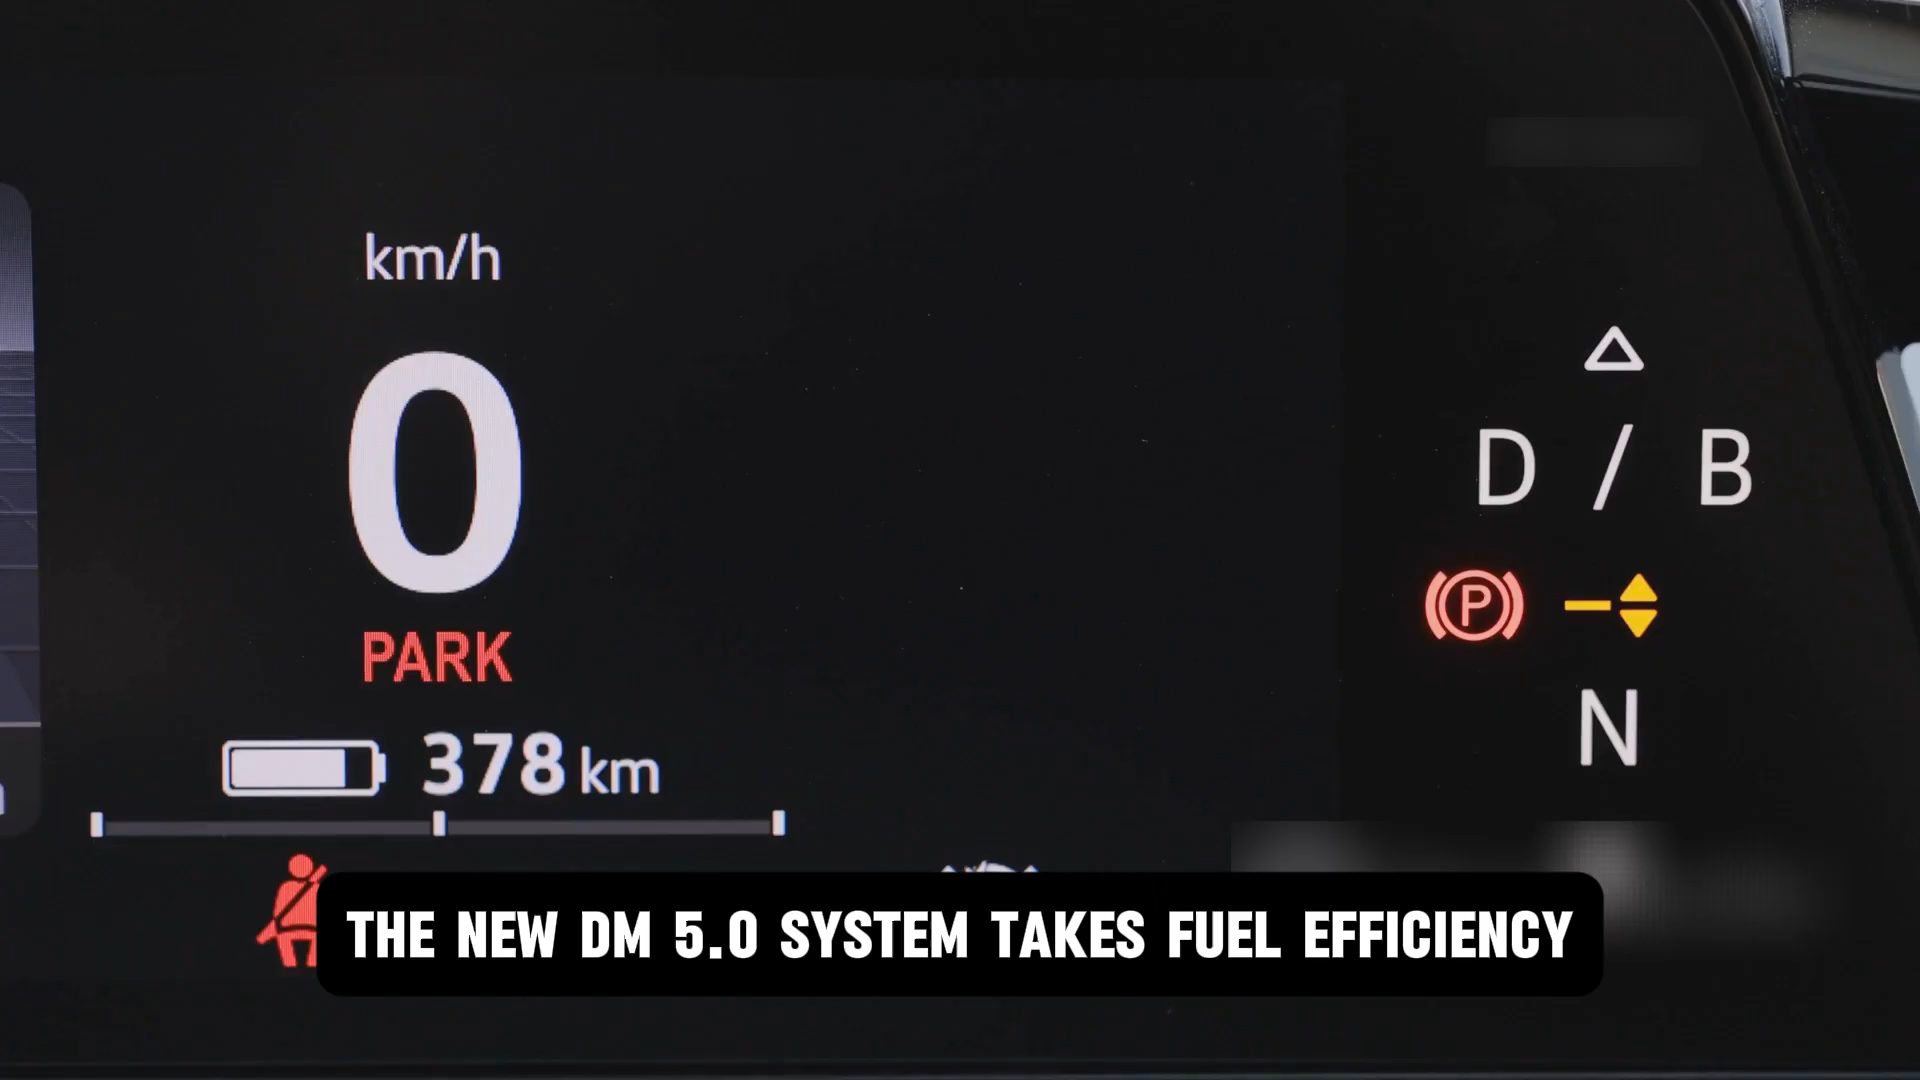 km/h
0
PARK
378 km
D / B
P
N
THE NEW DM 5.0 SYSTEM TAKES FUEL EFFICIENCY